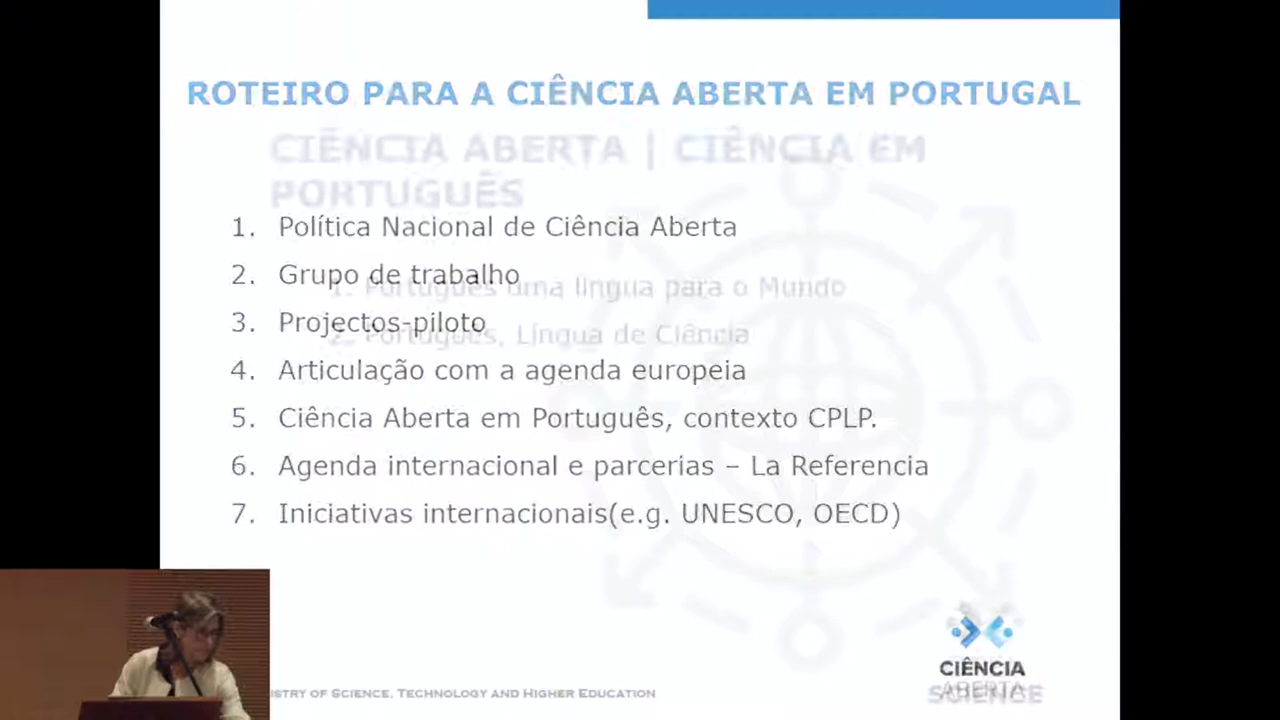 ROTEIRO PARA A CIÊNCIA ABERTA EM PORTUGAL
CIÊNCIA ABERTA | CIÊNCIA EM
PORTUGUÊS
1. Política Nacional de Ciência Aberta
2. Grupo de trabalho
1. Português uma língua para o Mundo
3. Projectos-piloto
2. Português, Língua de Ciência
4. Articulação com a agenda europeia
5. Ciência Aberta em Português, contexto CPLP.
6. Agenda internacional e parcerias – La Referencia
7. Iniciativas internacionais(e.g. UNESCO, OECD)
CIÊNCIA
ABERTA
SCIENCE
OF SCIENCE, TECHNOLOGY AND HIGHER EDUCATION